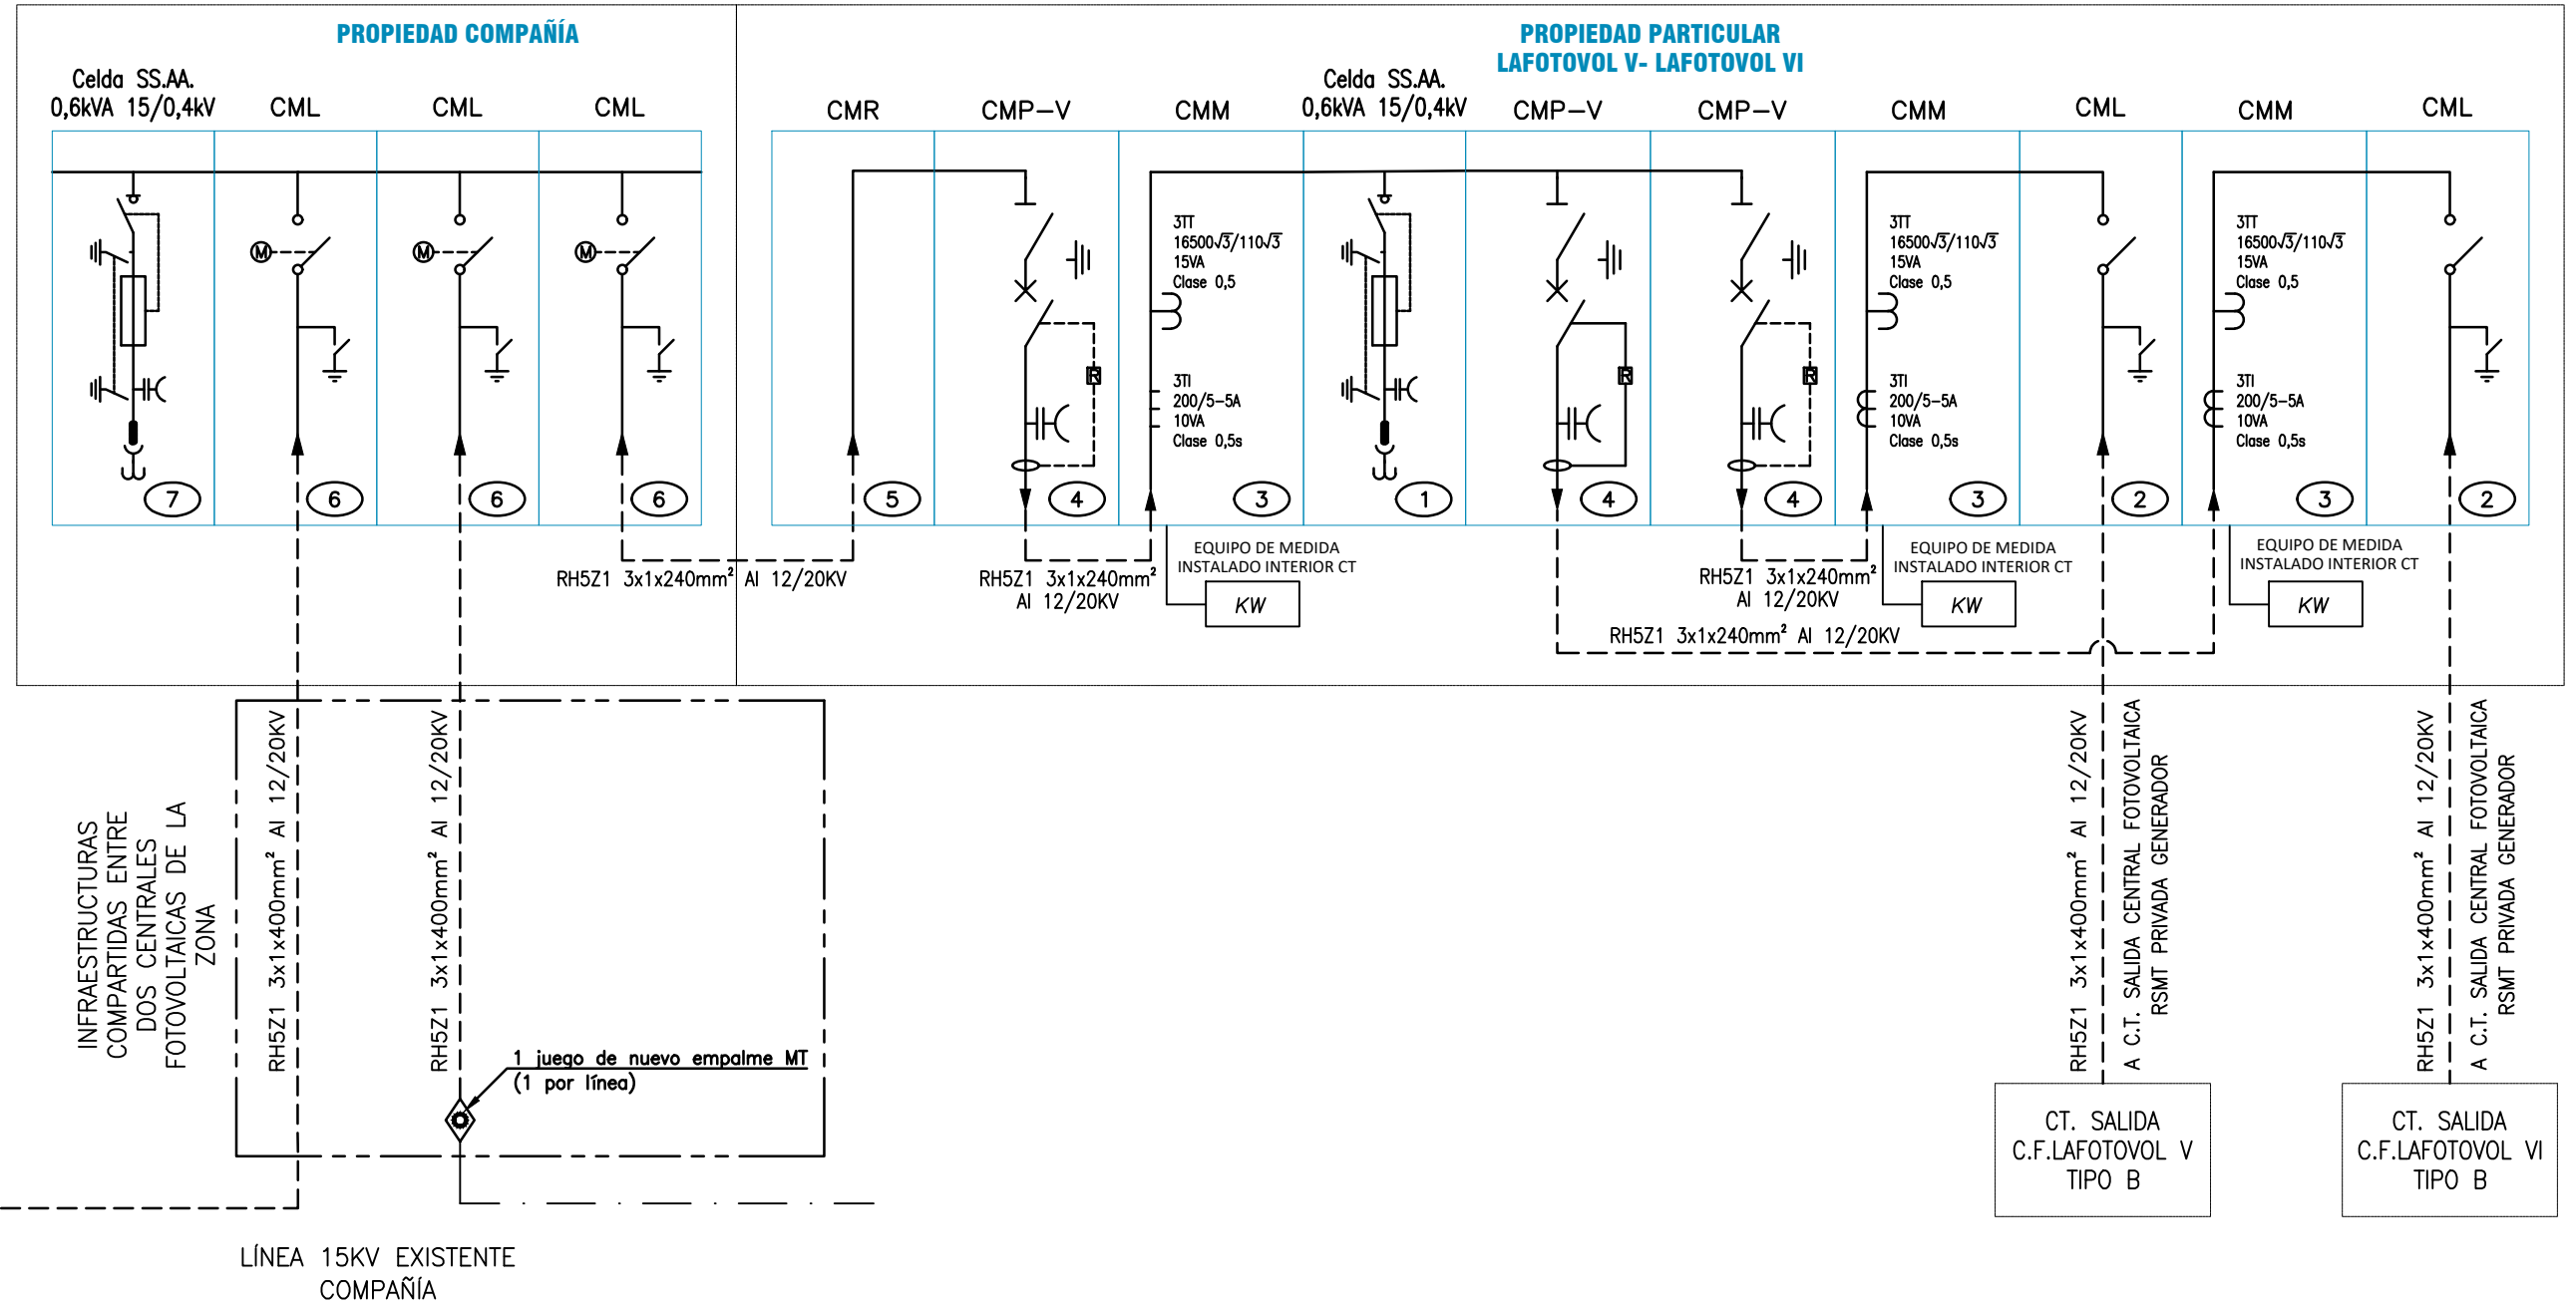 PROPIEDAD COMPAÑÍA
PROPIEDAD PARTICULAR
LAFOTOVOL V- LAFOTOVOL VI
Celda SS.AA.
0,6kVA 15/0,4kV
CML
CML
CML
CMR
CMP-V
CMM
Celda SS.AA.
0,6kVA 15/0,4kV
CMP-V
CMP-V
CMM
CML
CMM
CML
M
M
M
3TT
16500√3/110√3
15VA
Clase 0,5
3TI
200/5-5A
10VA
Clase 0,5s
3TT
16500√3/110√3
15VA
Clase 0,5
3TI
200/5-5A
10VA
Clase 0,5s
3TT
16500√3/110√3
15VA
Clase 0,5
3TI
200/5-5A
10VA
Clase 0,5s
R
R
R
7
6
6
6
5
4
3
1
4
4
3
2
3
2
RH5Z1 3x1x240mm² Al 12/20KV
RH5Z1 3x1x240mm²
Al 12/20KV
EQUIPO DE MEDIDA
INSTALADO INTERIOR CT
KW
RH5Z1 3x1x240mm²
Al 12/20KV
EQUIPO DE MEDIDA
INSTALADO INTERIOR CT
KW
EQUIPO DE MEDIDA
INSTALADO INTERIOR CT
KW
RH5Z1 3x1x240mm² Al 12/20KV
INFRAESTRUCTURAS
COMPARTIDAS ENTRE
DOS CENTRALES
FOTOVOLTAICAS DE LA
ZONA
RH5Z1 3x1x400mm² Al 12/20KV
RH5Z1 3x1x400mm² Al 12/20KV
1 juego de nuevo empalme MT
(1 por línea)
RH5Z1 3x1x400mm² Al 12/20KV
A C.T. SALIDA CENTRAL FOTOVOLTAICA
RSMT PRIVADA GENERADOR
RH5Z1 3x1x400mm² Al 12/20KV
A C.T. SALIDA CENTRAL FOTOVOLTAICA
RSMT PRIVADA GENERADOR
CT. SALIDA
C.F.LAFOTOVOL V
TIPO B
CT. SALIDA
C.F.LAFOTOVOL VI
TIPO B
LÍNEA 15KV EXISTENTE
COMPAÑÍA